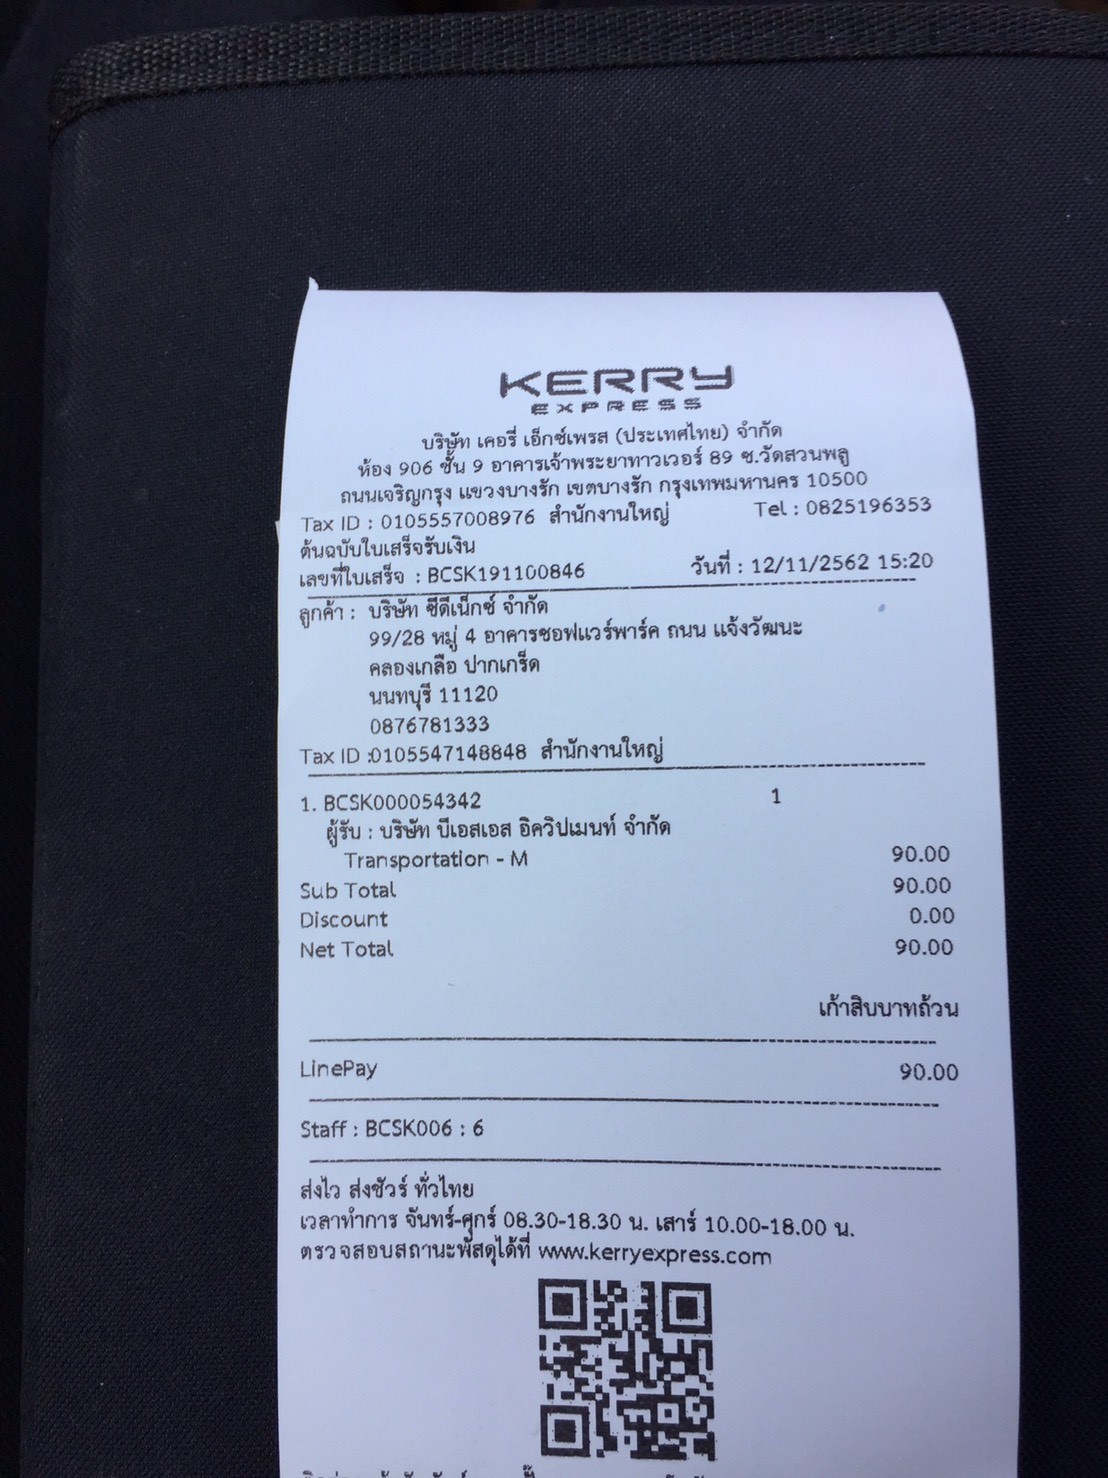 KERRY
EXPRESS
บริษัท เคอรี่ เอ็กซ์เพรส (ประเทศไทย) จำกัด
ห้อง 906 ชั้น 9 อาคารเจ้าพระยาทาวเวอร์ 89 ซ.วัดสวนพลู
ถนนเจริญกรุง แขวงบางรัก เขตบางรัก กรุงเทพมหานคร 10500
Tax ID : 0105557008976 สำนักงานใหญ่ Tel : 0825196353
ต้นฉบับใบเสร็จรับเงิน
เลขที่ใบเสร็จ : BCSK191100846 วันที่ : 12/11/2562 15:20
ลูกค้า : บริษัท ซีดีเน็กซ์ จำกัด
99/28 หมู่ 4 อาคารซอฟแวร์พาร์ค ถนน แจ้งวัฒนะ
คลองเกลือ ปากเกร็ด
นนทบุรี 11120
0876781333
Tax ID :0105547148848 สำนักงานใหญ่
1. BCSK000054342 1
ผู้รับ : บริษัท บีเอสเอส อิควิปเมนท์ จำกัด
Transportation - M 90.00
Sub Total 90.00
Discount 0.00
Net Total 90.00
เก้าสิบบาทถ้วน
LinePay 90.00
Staff : BCSK006 : 6
ส่งไว ส่งชัวร์ ทั่วไทย
เวลาทำการ จันทร์-ศุกร์ 08.30-18.30 น. เสาร์ 10.00-18.00 น.
ตรวจสอบสถานะพัสดุได้ที่ www.kerryexpress.com